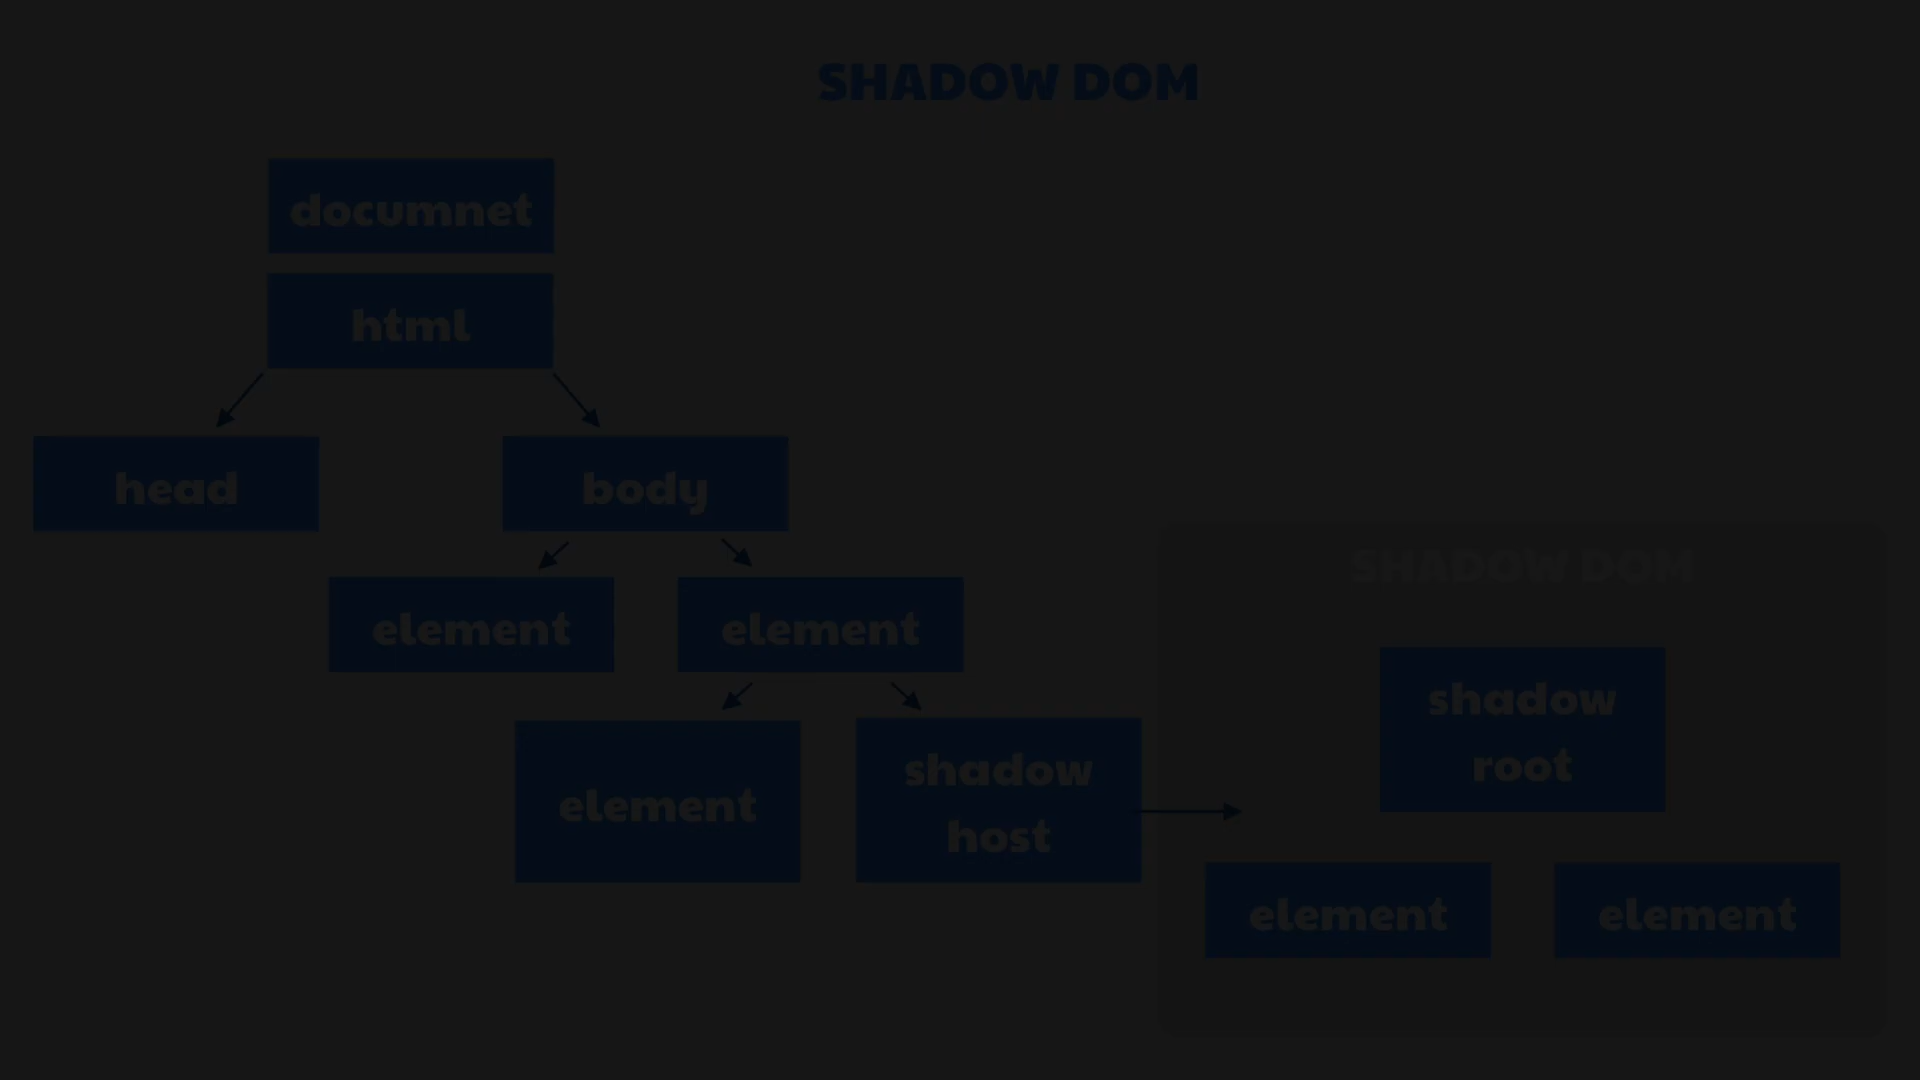 SHADOW DOM
documnet
html
head
body
element
element
element
shadow
host
SHADOW DOM
shadow
root
element
element